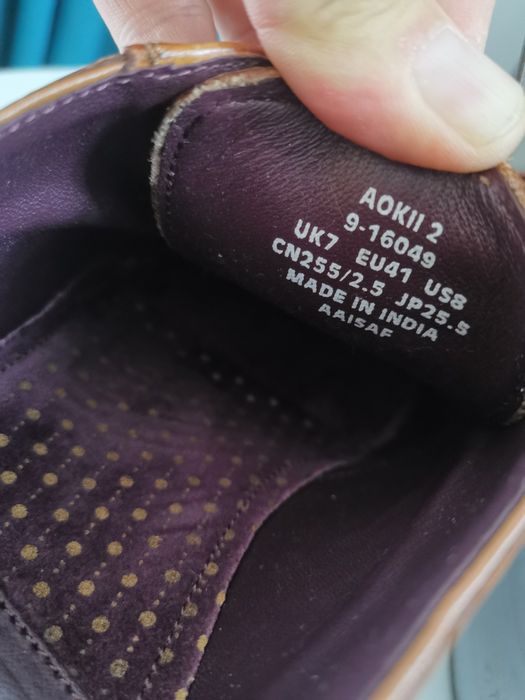 AOKII 2
9-16049
UK7 EU41 US8
CN255/2.5 JP25.5
MADE IN INDIA
AAISAF